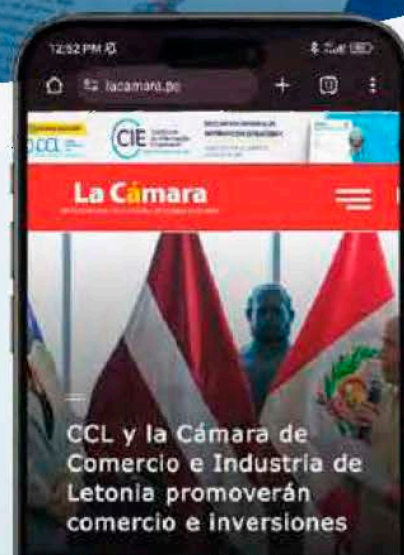 12:52 PM
lacamara.pe
CCL
CIE
La Cámara
CCL y la Cámara de
Comercio e Industria de
Letonia promoverán
comercio e inversiones